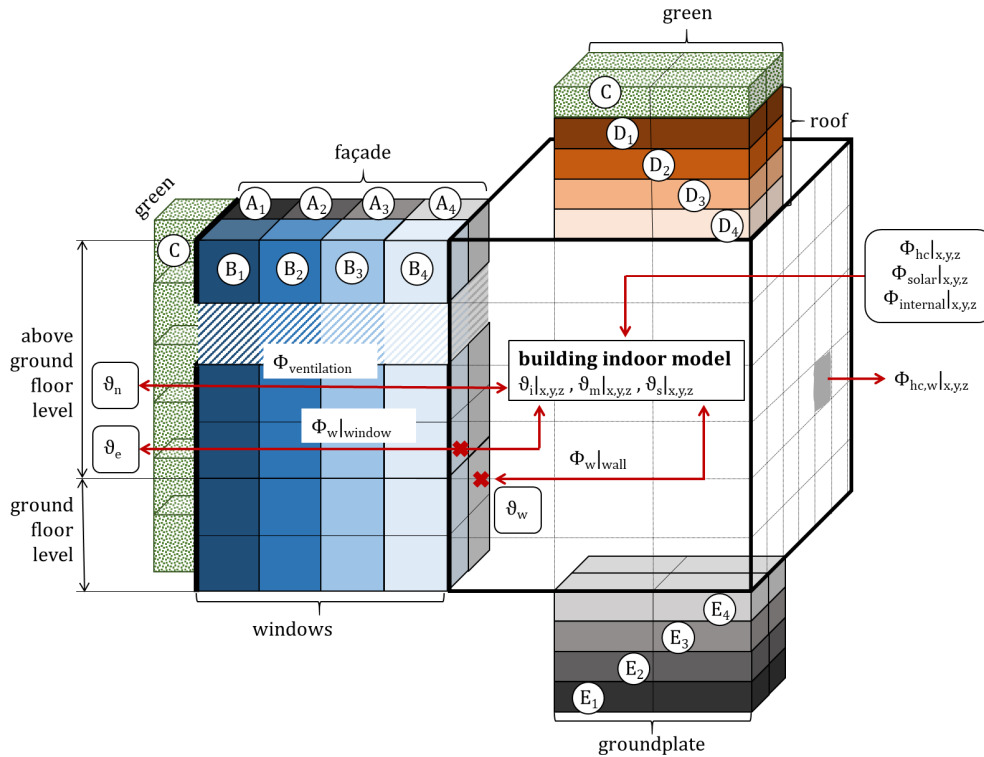 green
C
roof
D₁
D₂
D₃
D₄
façade
green
A₁
A₂
A₃
A₄
C
B₁
B₂
B₃
B₄
Φhc|x,y,z
Φsolar|x,y,z
Φinternal|x,y,z
above
ground
floor
level
Φventilation
building indoor model
ϑi|x,y,z , ϑm|x,y,z , ϑs|x,y,z
ϑn
Φhc,w|x,y,z
Φw|window
ϑe
Φw|wall
ground
floor
level
ϑw
E₄
E₃
E₂
E₁
windows
groundplate